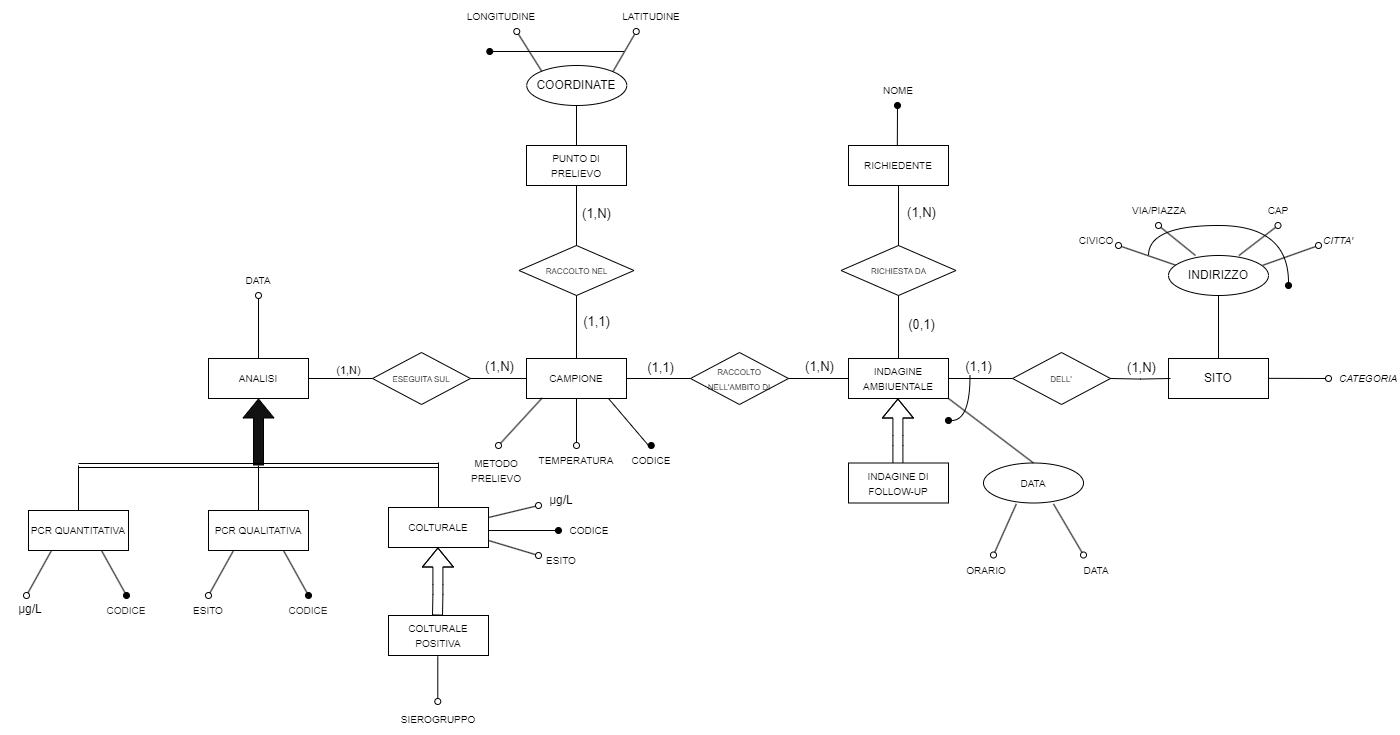 LONGITUDINE
LATITUDINE
COORDINATE
NOME
PUNTO DI
PRELIEVO
RICHIEDENTE
(1,N)
(1,N)
VIA/PIAZZA
CAP
CIVICO
CITTA'
INDIRIZZO
RACCOLTO NEL
RICHIESTA DA
DATA
(1,1)
(0,1)
ANALISI
(1,N)
ESEGUITA SUL
(1,N)
CAMPIONE
(1,1)
RACCOLTO
NELL'AMBITO DI
(1,N)
INDAGINE
AMBIUENTALE
(1,1)
DELL'
(1,N)
SITO
CATEGORIA
METODO
PRELIEVO
TEMPERATURA
CODICE
INDAGINE DI
FOLLOW-UP
DATA
ORARIO
DATA
PCR QUANTITATIVA
PCR QUALITATIVA
COLTURALE
µg/L
CODICE
ESITO
µg/L
CODICE
ESITO
CODICE
COLTURALE
POSITIVA
SIEROGRUPPO